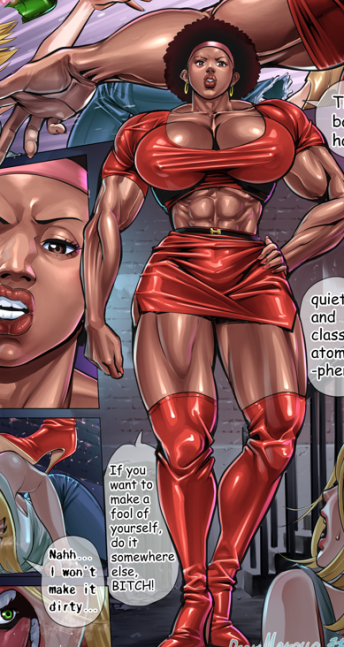 quiet
and
class
atom
-pher
If you
want to
make a
fool of
yourself,
do it
somewhere
else,
BITCH!
Nahh...
I won't
make it
dirty...